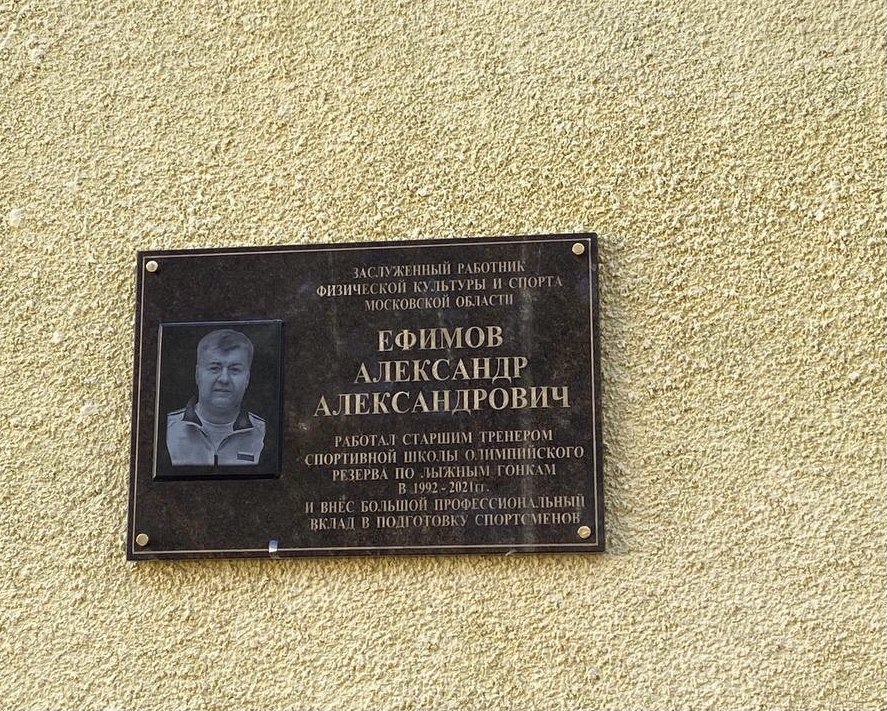 ЗАСЛУЖЕННЫЙ РАБОТНИК
ФИЗИЧЕСКОЙ КУЛЬТУРЫ И СПОРТА
МОСКОВСКОЙ ОБЛАСТИ
ЕФИМОВ
АЛЕКСАНДР
АЛЕКСАНДРОВИЧ
РАБОТАЛ СТАРШИМ ТРЕНЕРОМ
СПОРТИВНОЙ ШКОЛЫ ОЛИМПИЙСКОГО
РЕЗЕРВА ПО ЛЫЖНЫМ ГОНКАМ
В 1992 - 2021гг.
И ВНЁС БОЛЬШОЙ ПРОФЕССИОНАЛЬНЫЙ
ВКЛАД В ПОДГОТОВКУ СПОРТСМЕНОВ